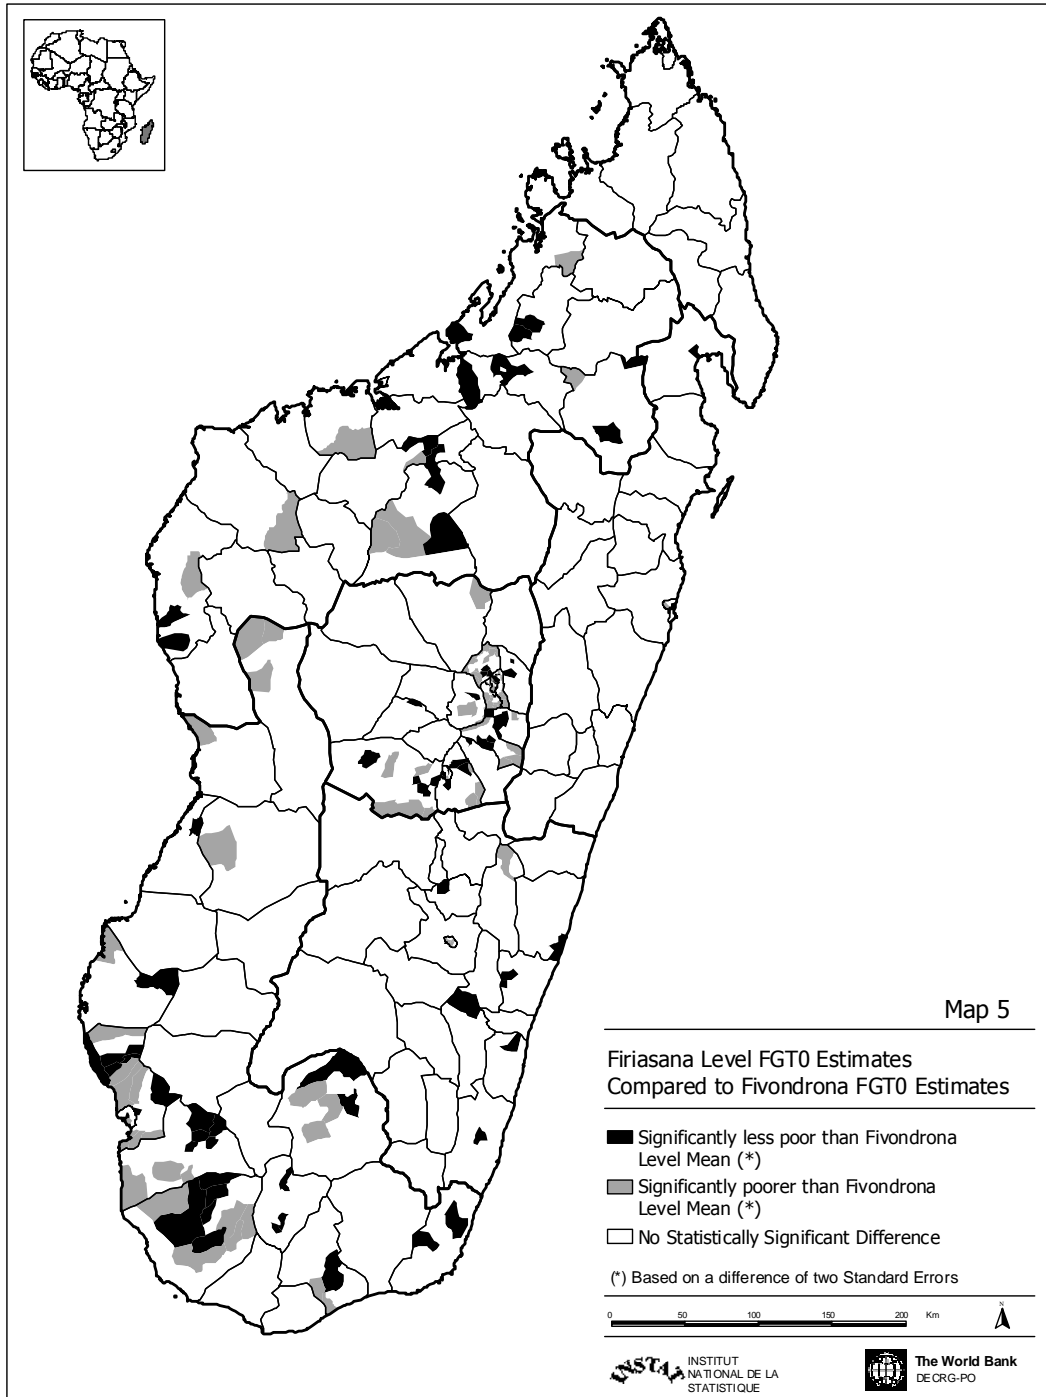 Map 5
Firiasana Level FGT0 Estimates
Compared to Fivondrona FGT0 Estimates
Significantly less poor than Fivondrona
Level Mean (*)
Significantly poorer than Fivondrona
Level Mean (*)
No Statistically Significant Difference
(*) Based on a difference of two Standard Errors
0 50 100 150 200 Km
N
INSTAT
INSTITUT
NATIONAL DE LA
STATISTIQUE
The World Bank
DECRG-PO